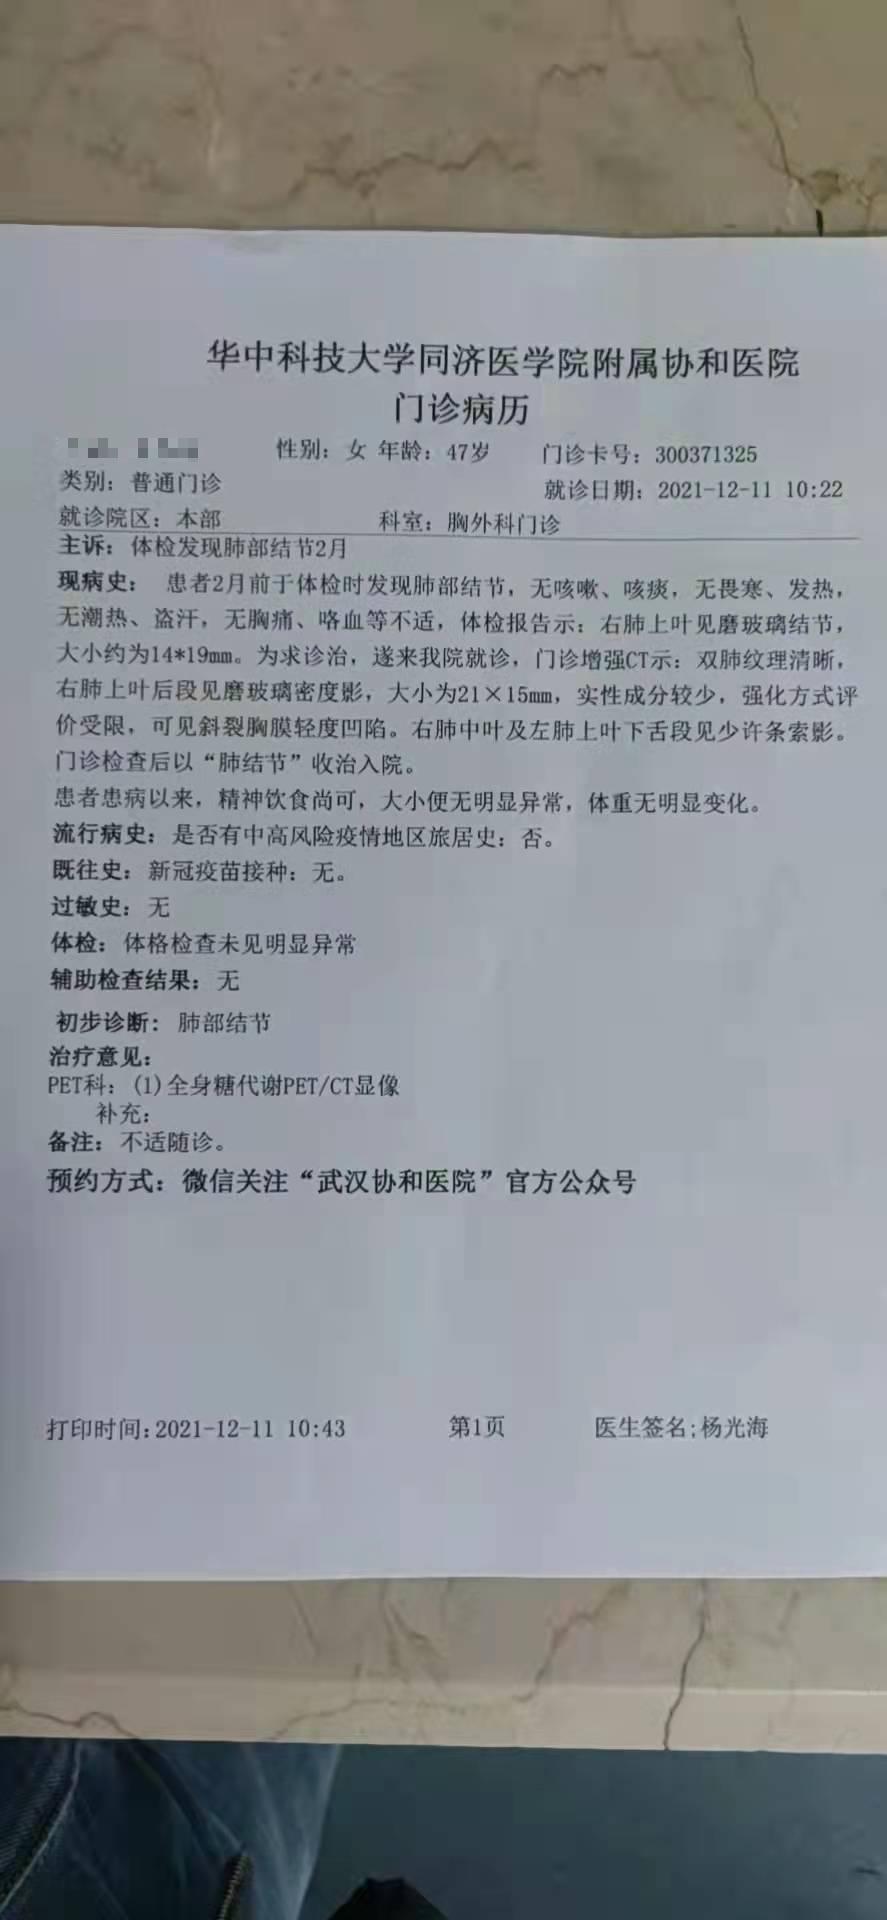 华中科技大学同济医学院附属协和医院
门诊病历
性别：女 年龄：47岁 门诊卡号：300371325
类别：普通门诊 就诊日期：2021-12-11 10:22
就诊院区：本部 科室：胸外科门诊
主诉：体检发现肺部结节2月
现病史： 患者2月前于体检时发现肺部结节，无咳嗽、咳痰，无畏寒、发热，
无潮热、盗汗，无胸痛、咯血等不适，体检报告示：右肺上叶见磨玻璃结节，
大小约为14*19mm。为求诊治，遂来我院就诊，门诊增强CT示：双肺纹理清晰，
右肺上叶后段见磨玻璃密度影，大小为21×15mm，实性成分较少，强化方式评
价受限，可见斜裂胸膜轻度凹陷。右肺中叶及左肺上叶下舌段见少许条索影。
门诊检查后以“肺结节”收治入院。
患者患病以来，精神饮食尚可，大小便无明显异常，体重无明显变化。
流行病史：是否有中高风险疫情地区旅居史：否。
既往史：新冠疫苗接种：无。
过敏史：无
体检：体格检查未见明显异常
辅助检查结果：无
初步诊断：肺部结节
治疗意见：
PET科：(1)全身糖代谢PET/CT显像
补充：
备注：不适随诊。
预约方式：微信关注“武汉协和医院”官方公众号
打印时间:2021-12-11 10:43 第1页 医生签名;杨光海